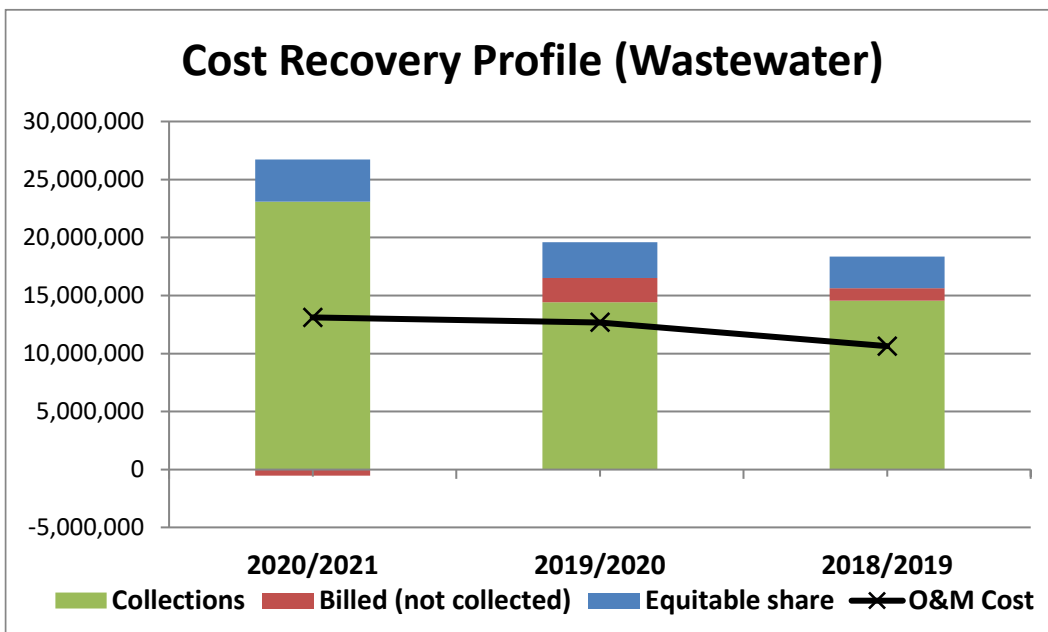 Cost Recovery Profile (Wastewater)
30,000,000
25,000,000
20,000,000
15,000,000
10,000,000
5,000,000
0
-5,000,000
2020/2021 2019/2020 2018/2019
Collections Billed (not collected) Equitable share O&M Cost